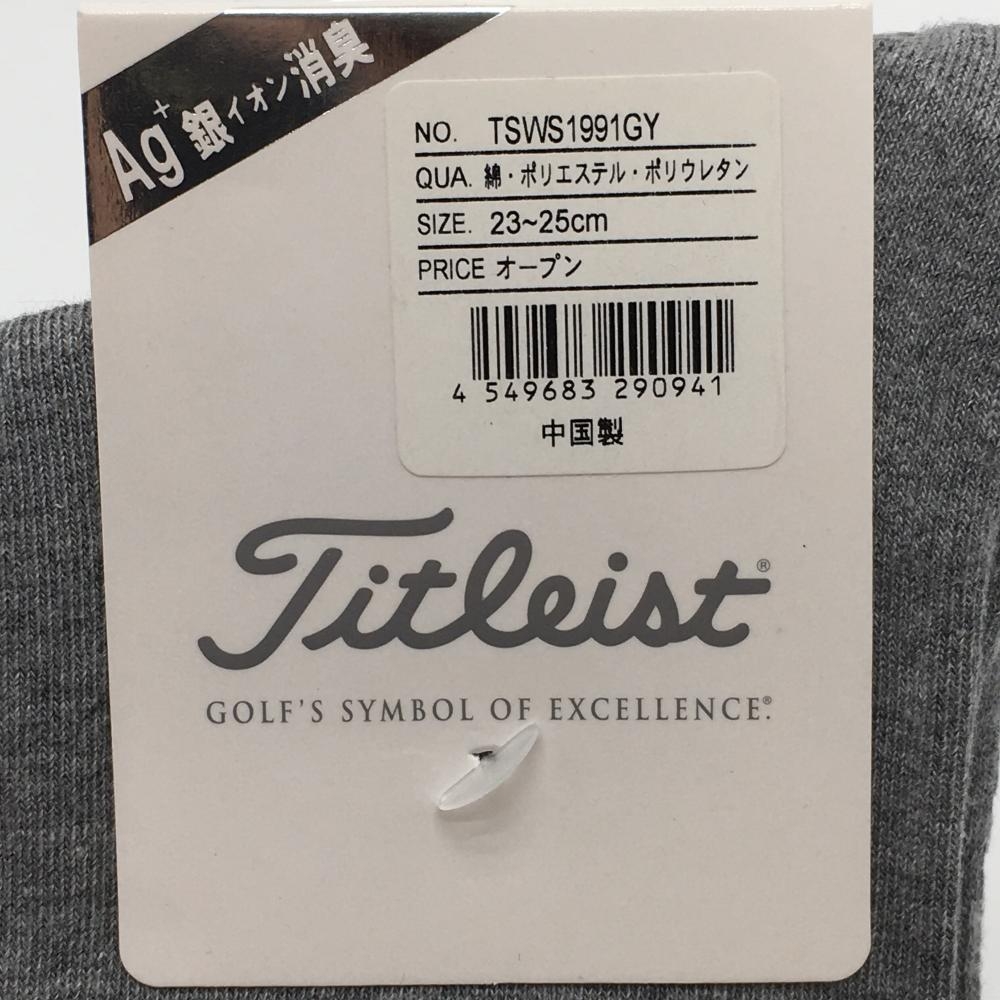 Ag+ 銀イオン消臭
NO. TSWS1991GY
QUA. 綿・ポリエステル・ポリウレタン
SIZE. 23~25cm
PRICE オープン
4 549683 290941
中国製
Titleist®
GOLF'S SYMBOL OF EXCELLENCE.®